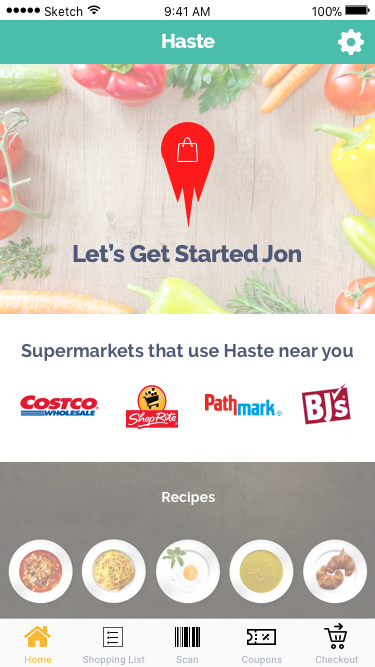 Sketch 9:41 AM 100%
Haste
Let's Get Started Jon
Supermarkets that use Haste near you
COSTCO
WHOLESALE
ShopRite
Pathmark®
BJ's
Recipes
Home Shopping List Scan Coupons Checkout